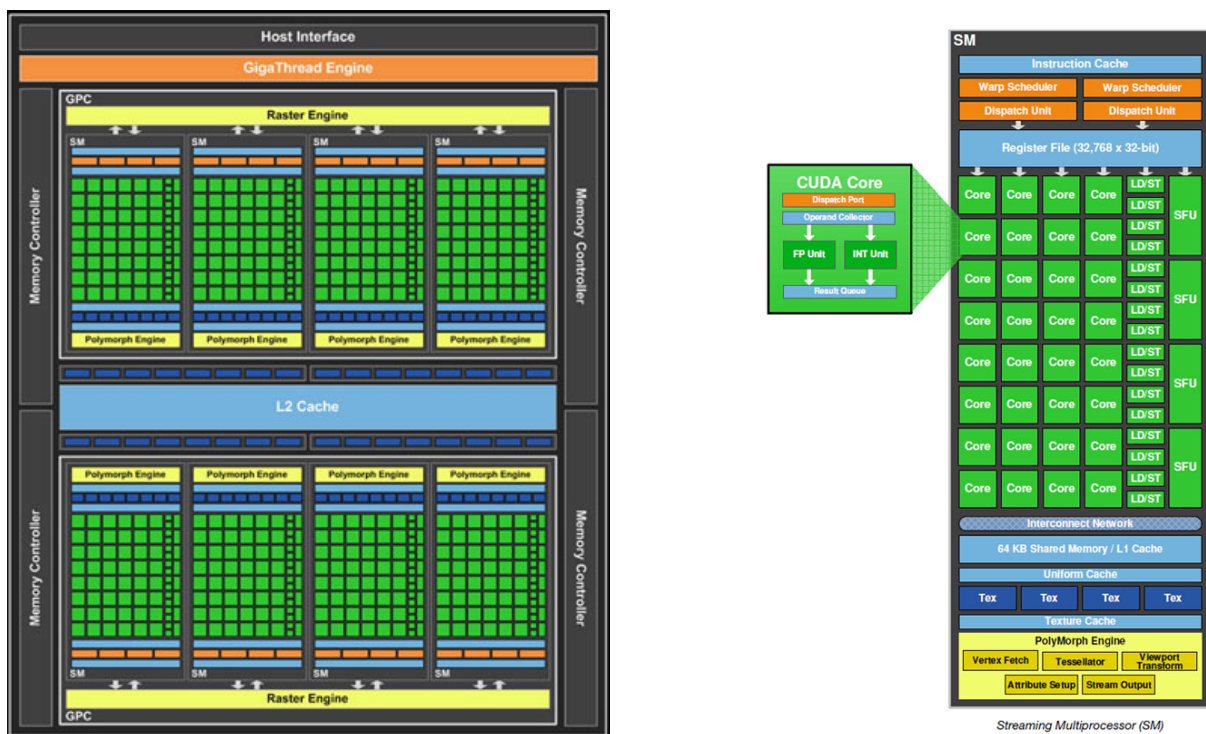 Host Interface
GigaThread Engine
Memory Controller
Memory Controller
GPC
Raster Engine
SM SM SM SM
Polymorph Engine Polymorph Engine Polymorph Engine Polymorph Engine
L2 Cache
Memory Controller
Memory Controller
Polymorph Engine Polymorph Engine Polymorph Engine Polymorph Engine
SM SM SM SM
Raster Engine
GPC
CUDA Core
Dispatch Port
Operand Collector
FP Unit INT Unit
Result Queue
SM
Instruction Cache
Warp Scheduler Warp Scheduler
Dispatch Unit Dispatch Unit
Register File (32,768 x 32-bit)
Core Core Core Core LD/ST LD/ST SFU
Core Core Core Core LD/ST LD/ST
Core Core Core Core LD/ST LD/ST SFU
Core Core Core Core LD/ST LD/ST
Core Core Core Core LD/ST LD/ST SFU
Core Core Core Core LD/ST LD/ST
Core Core Core Core LD/ST LD/ST SFU
Core Core Core Core LD/ST LD/ST
Interconnect Network
64 KB Shared Memory / L1 Cache
Uniform Cache
Tex Tex Tex Tex
Texture Cache
PolyMorph Engine
Vertex Fetch Tessellator Viewport Transform
Attribute Setup Stream Output
Streaming Multiprocessor (SM)